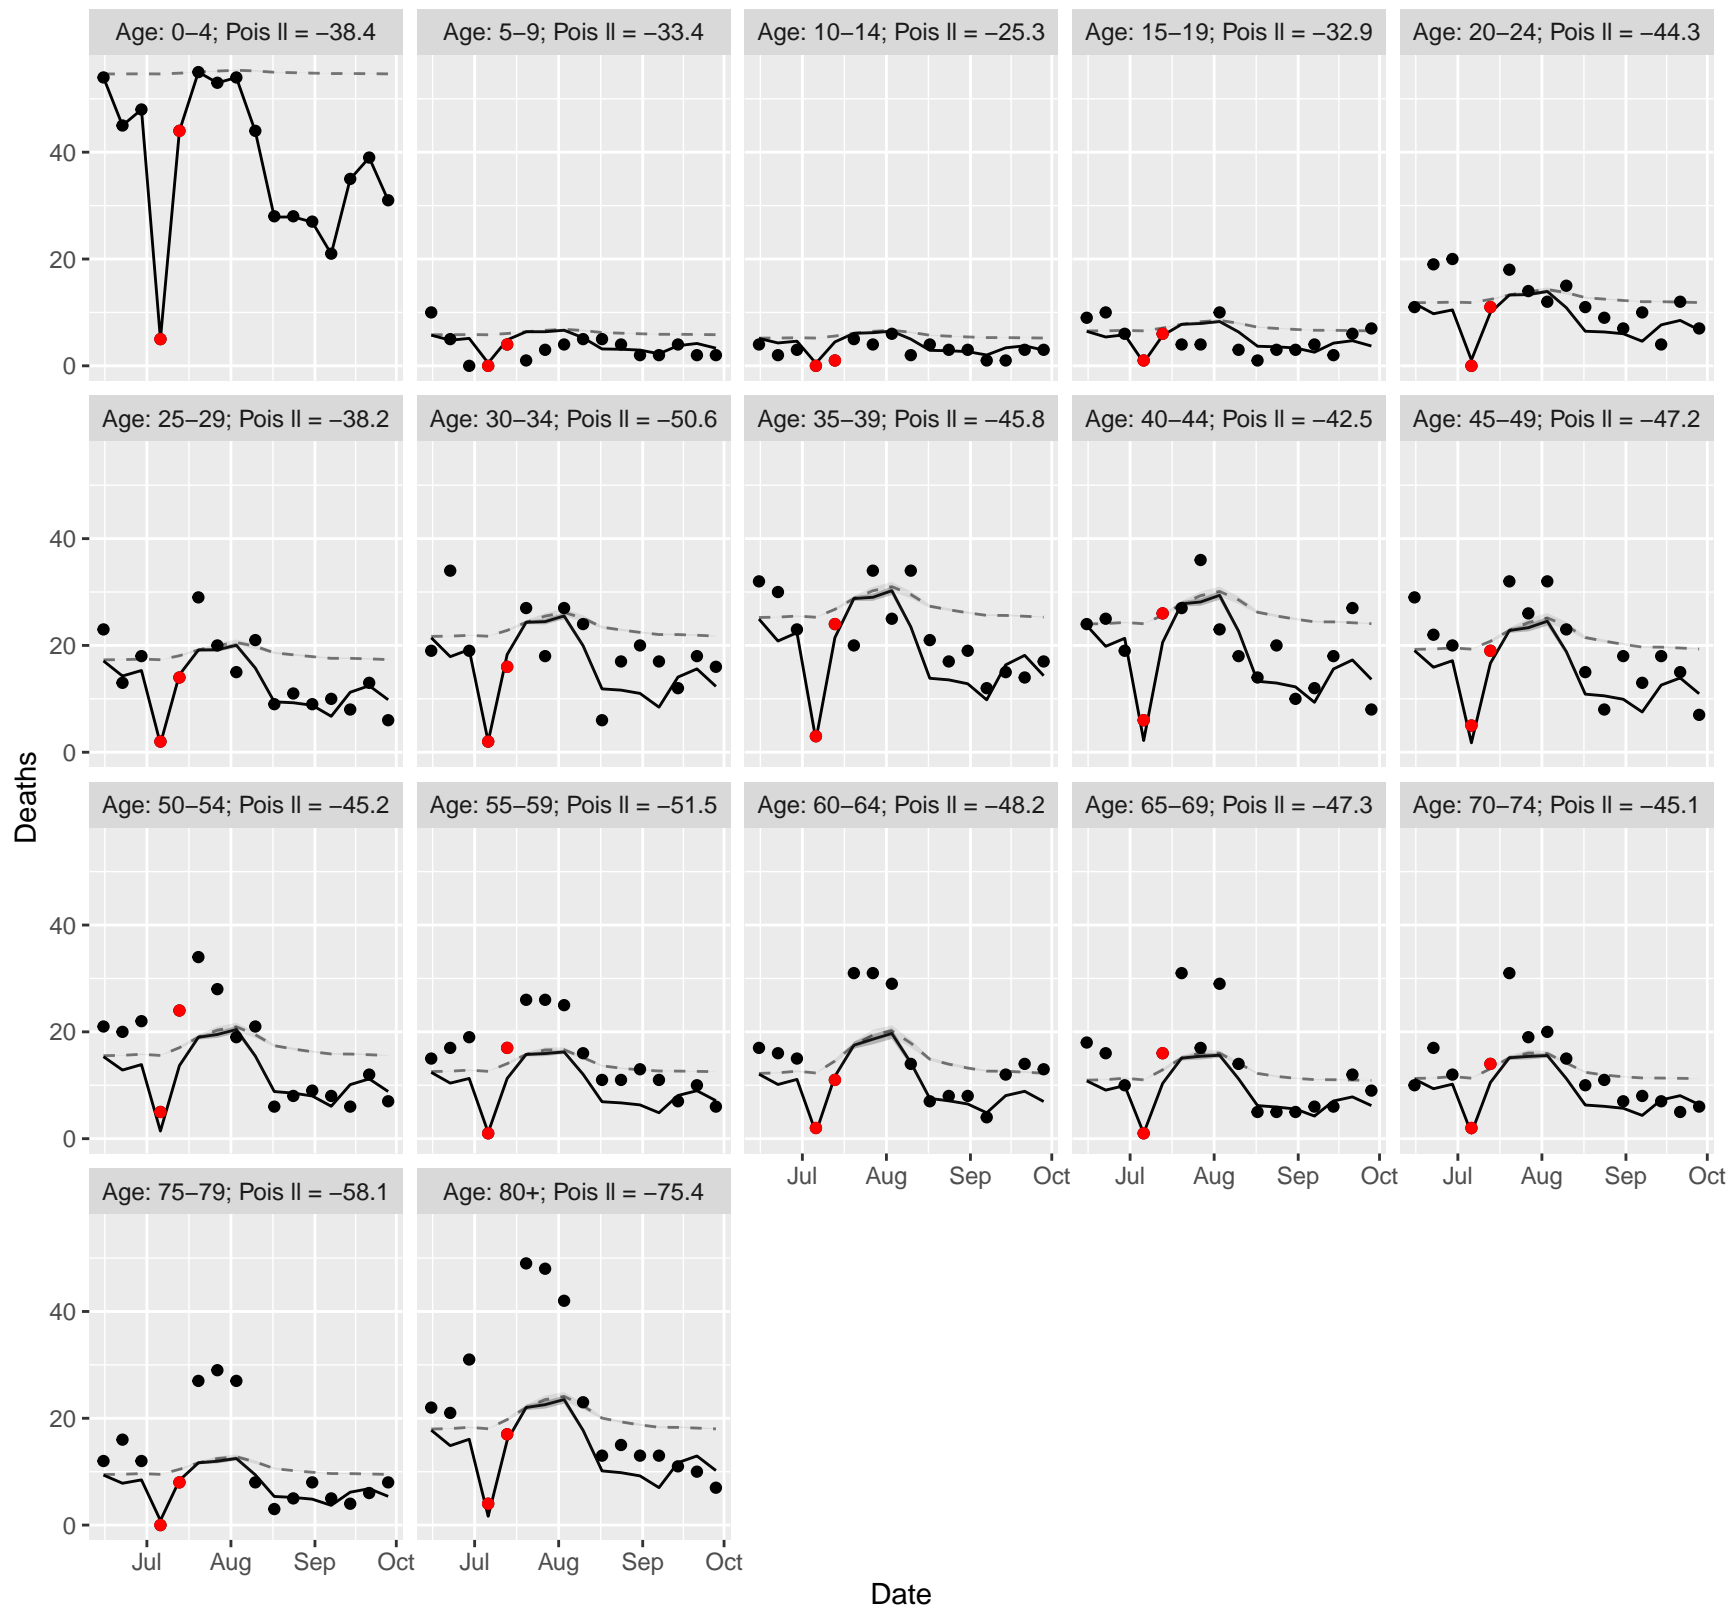 Age: 0−4; Pois ll = −38.4
Age: 5−9; Pois ll = −33.4
Age: 10−14; Pois ll = −25.3
Age: 15−19; Pois ll = −32.9
Age: 20−24; Pois ll = −44.3
40
20
0
Age: 25−29; Pois ll = −38.2
Age: 30−34; Pois ll = −50.6
Age: 35−39; Pois ll = −45.8
Age: 40−44; Pois ll = −42.5
Age: 45−49; Pois ll = −47.2
40
20
0
Deaths
Age: 50−54; Pois ll = −45.2
Age: 55−59; Pois ll = −51.5
Age: 60−64; Pois ll = −48.2
Age: 65−69; Pois ll = −47.3
Age: 70−74; Pois ll = −45.1
40
20
0
Jul Aug Sep Oct
Jul Aug Sep Oct
Jul Aug Sep Oct
Age: 75−79; Pois ll = −58.1
Age: 80+; Pois ll = −75.4
40
20
0
Jul Aug Sep Oct
Jul Aug Sep Oct
Date